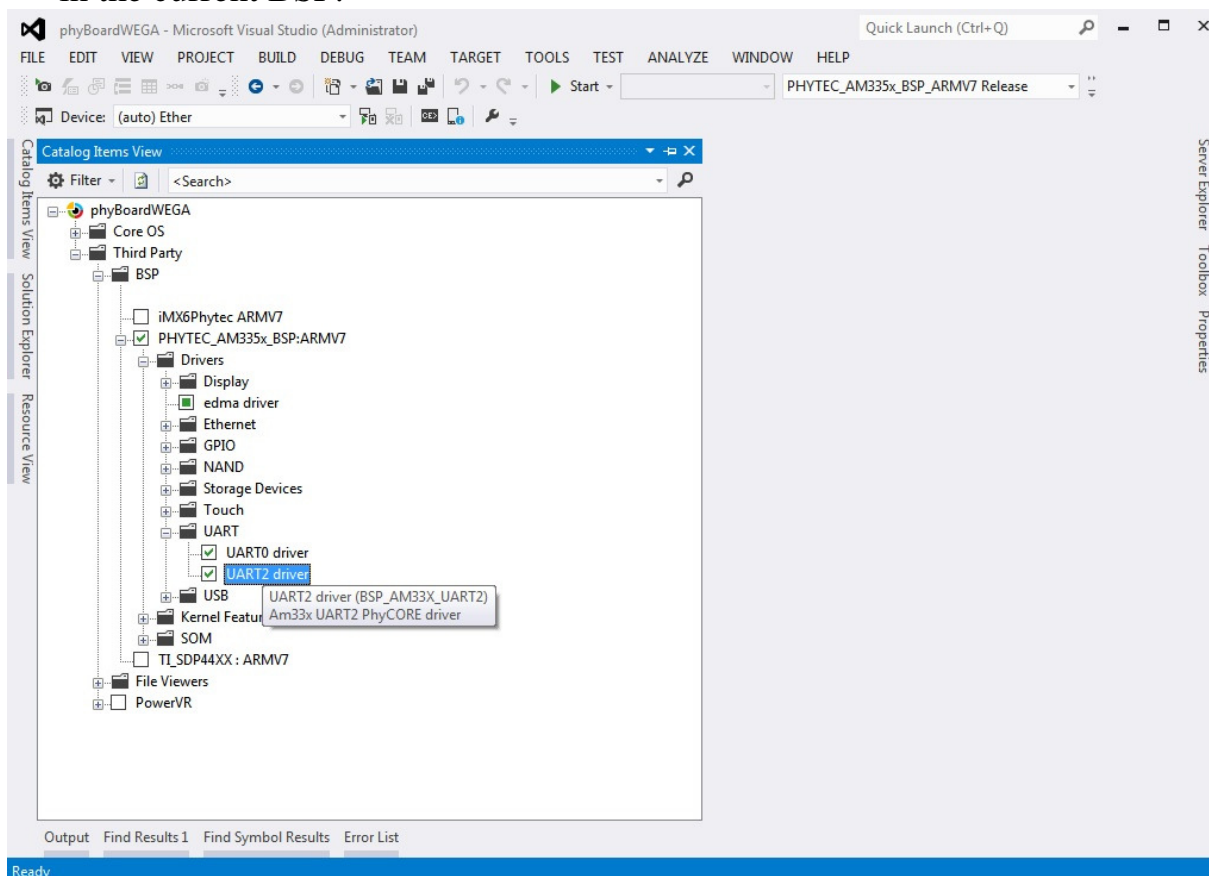 phyBoardWEGA - Microsoft Visual Studio (Administrator)
Quick Launch (Ctrl+Q)
FILE EDIT VIEW PROJECT BUILD DEBUG TEAM TARGET TOOLS TEST ANALYZE WINDOW HELP
Start
PHYTEC_AM335x_BSP_ARMV7 Release
Device: (auto) Ether
Catalog Items View
Solution Explorer
Resource View
Catalog Items View
Filter
<Search>
phyBoardWEGA
Core OS
Third Party
BSP
iMX6Phytec ARMV7
PHYTEC_AM335x_BSP:ARMV7
Drivers
Display
edma driver
Ethernet
GPIO
NAND
Storage Devices
Touch
UART
UART0 driver
UART2 driver
USB
UART2 driver (BSP_AM33X_UART2)
Am33x UART2 PhyCORE driver
Kernel Featur
SOM
TI_SDP44XX : ARMV7
File Viewers
PowerVR
Server Explorer
Toolbox
Properties
Output Find Results 1 Find Symbol Results Error List
Ready